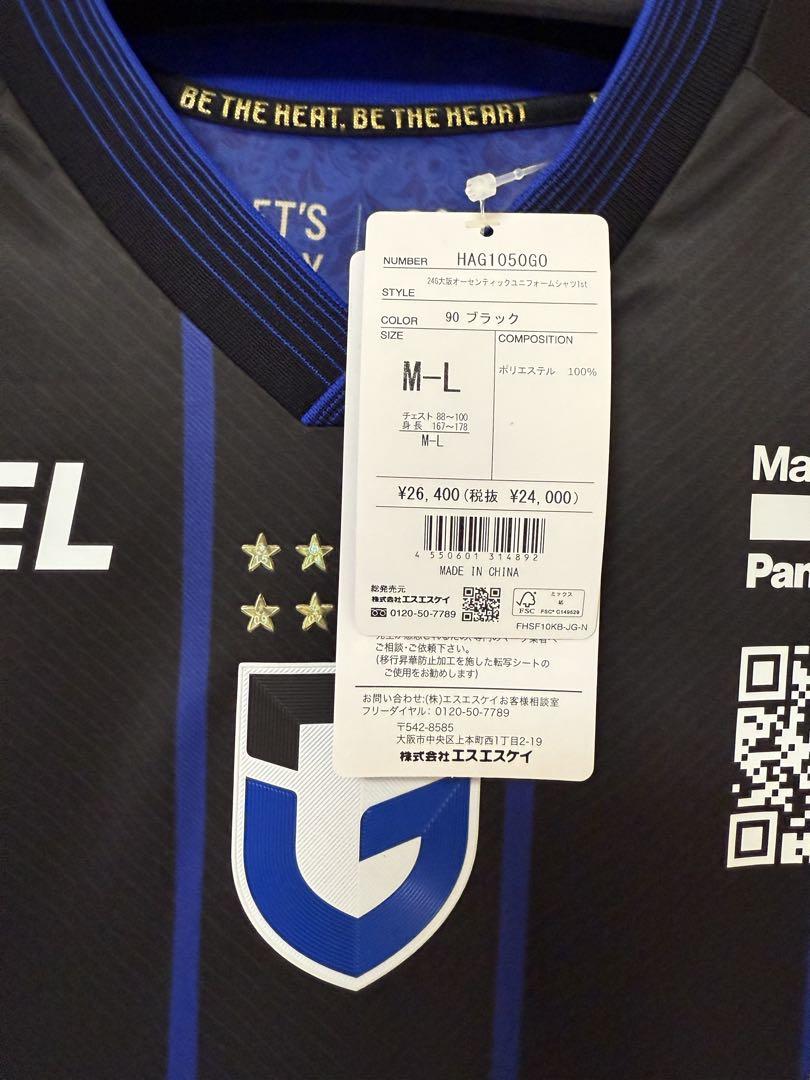 BE THE HEAT, BE THE HEART
ET'S
NUMBER HAG1050G0
24G大阪オーセンティックユニフォームシャツ1st
STYLE
COLOR 90 ブラック
SIZE
COMPOSITION
M-L
ポリエステル 100%
チェスト 88〜100
身長 167〜178
M-L
¥26,400(税抜 ¥24,000)
4 550601 314892
MADE IN CHINA
総発売元
株式会社エスエスケイ
0120-50-7789
FSC
ミックス
紙
FSC® C149529
FHSF10KB-JG-N
ご相談・ご依頼下さい。
(移行昇華防止加工を施した転写シートの
ご使用をお勧めします)
お問い合わせ:(株)エスエスケイお客様相談室
フリーダイヤル: 0120-50-7789
〒542-8585
大阪市中央区上本町西1丁目2-19
株式会社エスエスケイ
EL
Ma
Pan
G